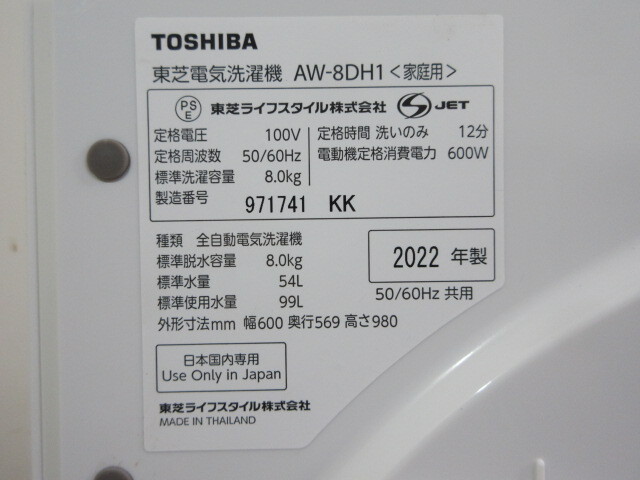 TOSHIBA
東芝電気洗濯機 AW-8DH1<家庭用>
PS E 東芝ライフスタイル株式会社 S JET
定格電圧 100V 定格時間 洗いのみ 12分
定格周波数 50/60Hz 電動機定格消費電力 600W
標準洗濯容量 8.0kg
製造番号 971741 KK
種類 全自動電気洗濯機
標準脱水容量 8.0kg 2022 年製
標準水量 54L
標準使用水量 99L 50/60Hz 共用
外形寸法mm 幅600 奥行569 高さ980
日本国内専用
Use Only in Japan
東芝ライフスタイル株式会社
MADE IN THAILAND